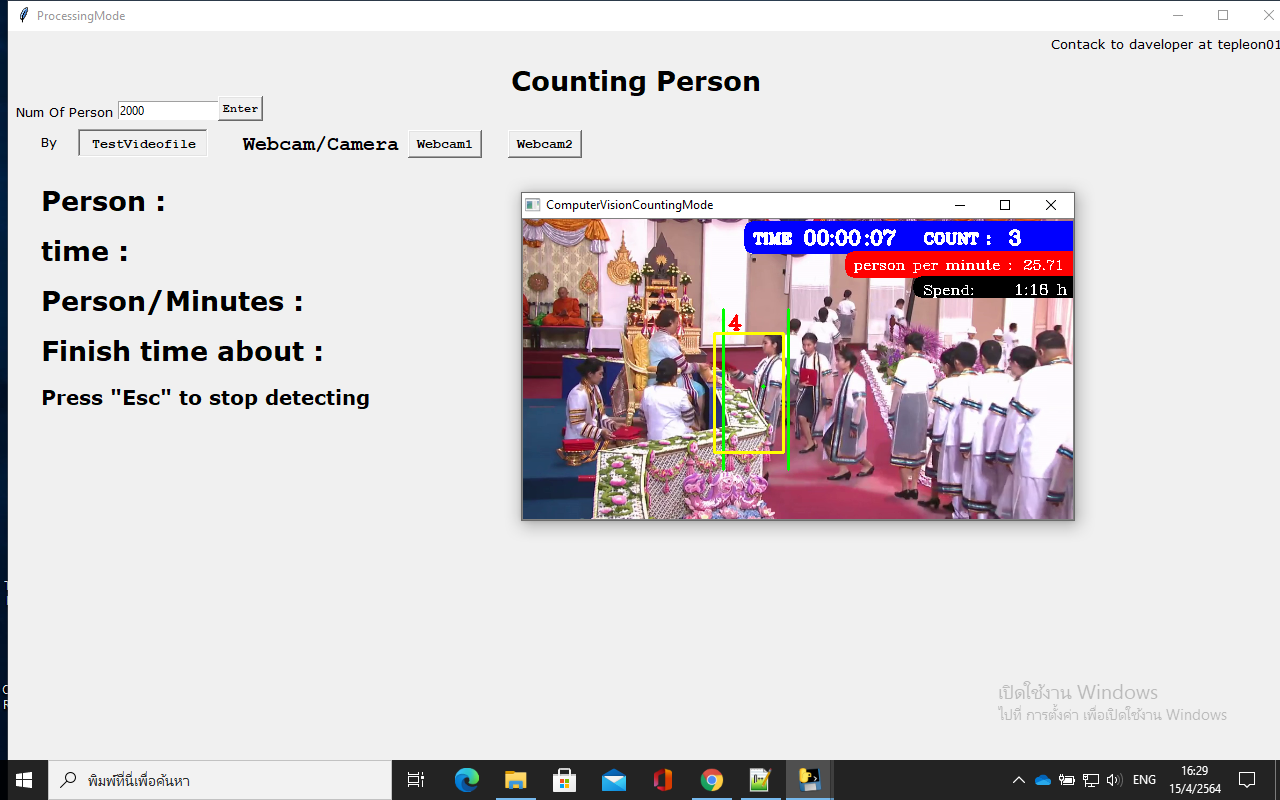 ProcessingMode
Contack to daveloper at tepleon01
Counting Person
Num Of Person 2000 Enter
By TestVideofile Webcam/Camera Webcam1 Webcam2
Person :
time :
Person/Minutes :
Finish time about :
Press "Esc" to stop detecting
ComputerVisionCountingMode
TIME 00:00:07 COUNT : 3
person per minute : 25.71
Spend: 1:18 h
4
เปิดใช้งาน Windows
ไปที่ การตั้งค่า เพื่อเปิดใช้งาน Windows
พิมพ์ที่นี่เพื่อค้นหา
ENG
16:29
15/4/2564